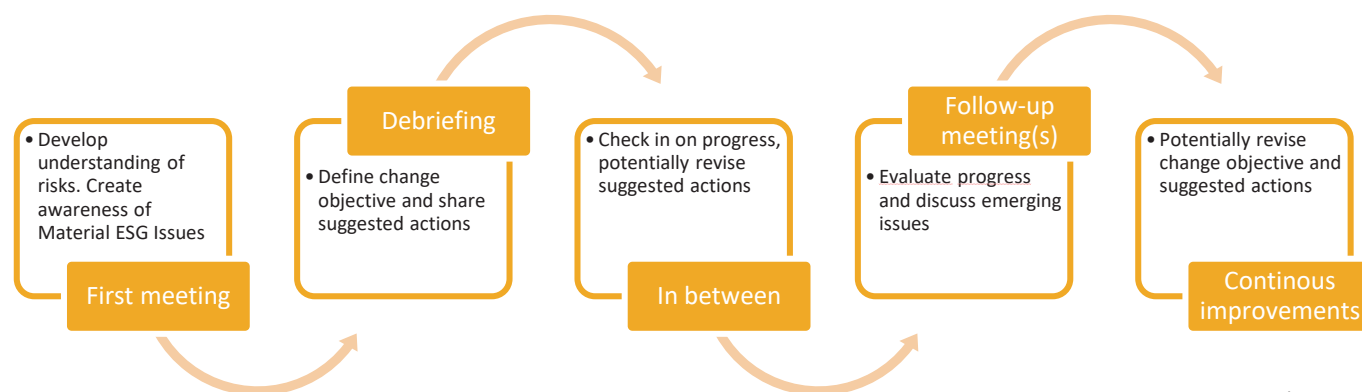 • Develop
understanding of
risks. Create
awareness of
Material ESG Issues
First meeting
Debriefing
• Define change
objective and share
suggested actions
• Check in on progress,
potentially revise
suggested actions
In between
Follow-up
meeting(s)
• Evaluate progress
and discuss emerging
issues
• Potentially revise
change objective and
suggested actions
Continous
improvements